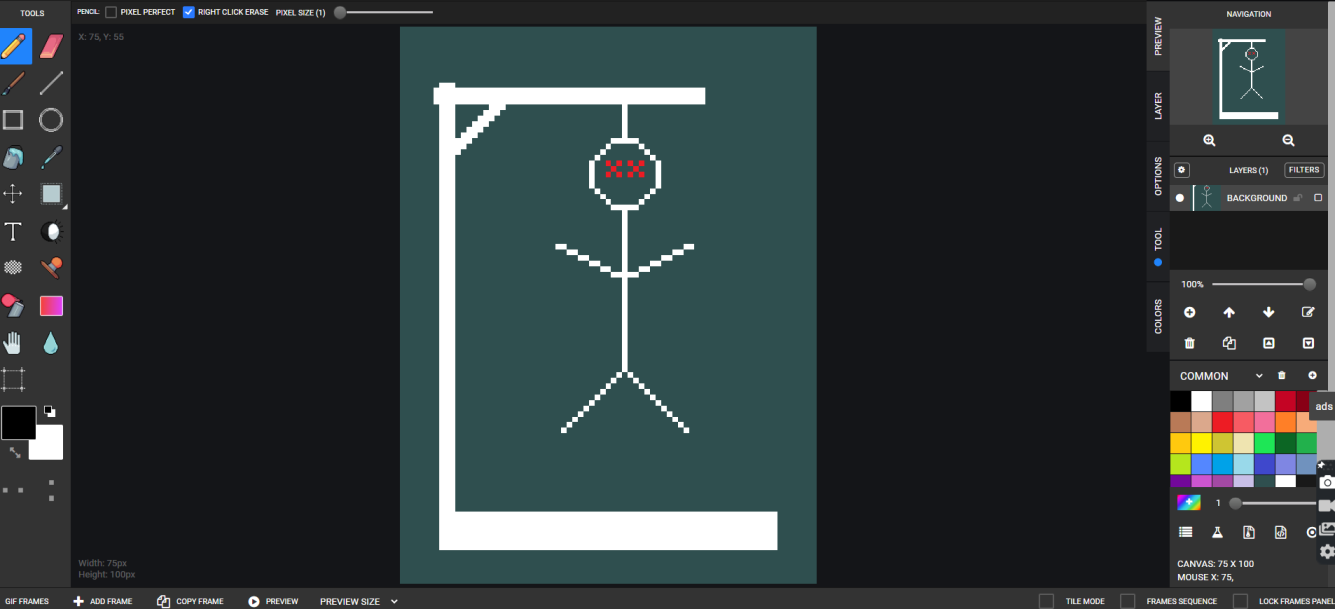 TOOLS
PENCIL: PIXEL PERFECT RIGHT CLICK ERASE PIXEL SIZE (1)
X: 75, Y: 55
Width: 75px
Height: 100px
PREVIEW
LAYER
OPTIONS
TOOL
COLORS
NAVIGATION
LAYERS (1) FILTERS
BACKGROUND
100%
COMMON
ads
1
CANVAS: 75 X 100
MOUSE X: 75,
GIF FRAMES ADD FRAME COPY FRAME PREVIEW PREVIEW SIZE TILE MODE FRAMES SEQUENCE LOCK FRAMES PANEL